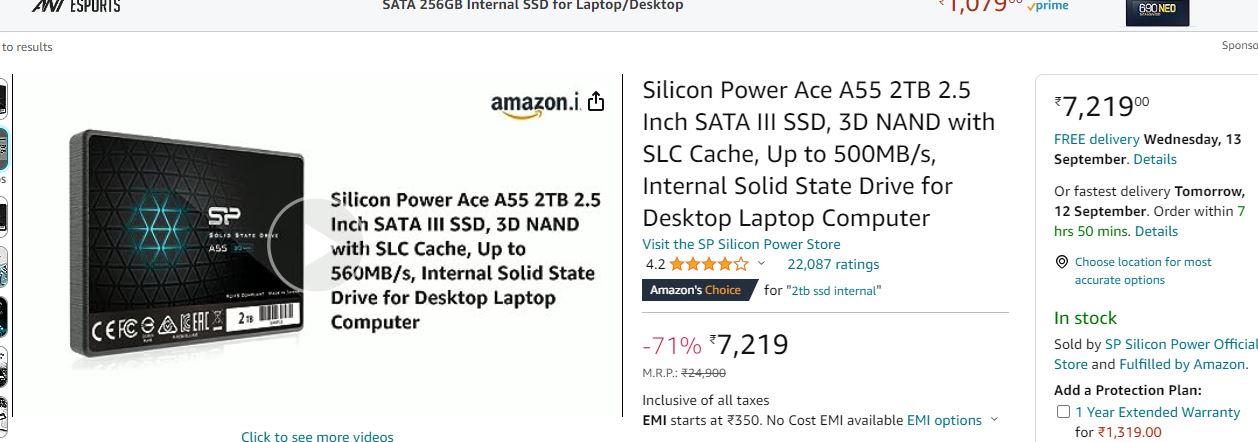 ANT ESPORTS
SATA 256GB Internal SSD for Laptop/Desktop
₹1,079⁰⁰ prime
690 NEO
to results
Sponso
amazon.i
Silicon Power Ace A55 2TB 2.5
Inch SATA III SSD, 3D NAND
with SLC Cache, Up to
560MB/s, Internal Solid State
Drive for Desktop Laptop
Computer
SP
SOLID STATE DRIVE
A55
2TB
Click to see more videos
Silicon Power Ace A55 2TB 2.5
Inch SATA III SSD, 3D NAND with
SLC Cache, Up to 500MB/s,
Internal Solid State Drive for
Desktop Laptop Computer
Visit the SP Silicon Power Store
4.2 22,087 ratings
Amazon's Choice for "2tb ssd internal"
-71% ₹7,219
M.R.P.: ₹24,900
Inclusive of all taxes
EMI starts at ₹350. No Cost EMI available EMI options
₹7,219⁰⁰
FREE delivery Wednesday, 13
September. Details
Or fastest delivery Tomorrow,
12 September. Order within 7
hrs 50 mins. Details
Choose location for most
accurate options
In stock
Sold by SP Silicon Power Official
Store and Fulfilled by Amazon.
Add a Protection Plan:
1 Year Extended Warranty
for ₹1,319.00